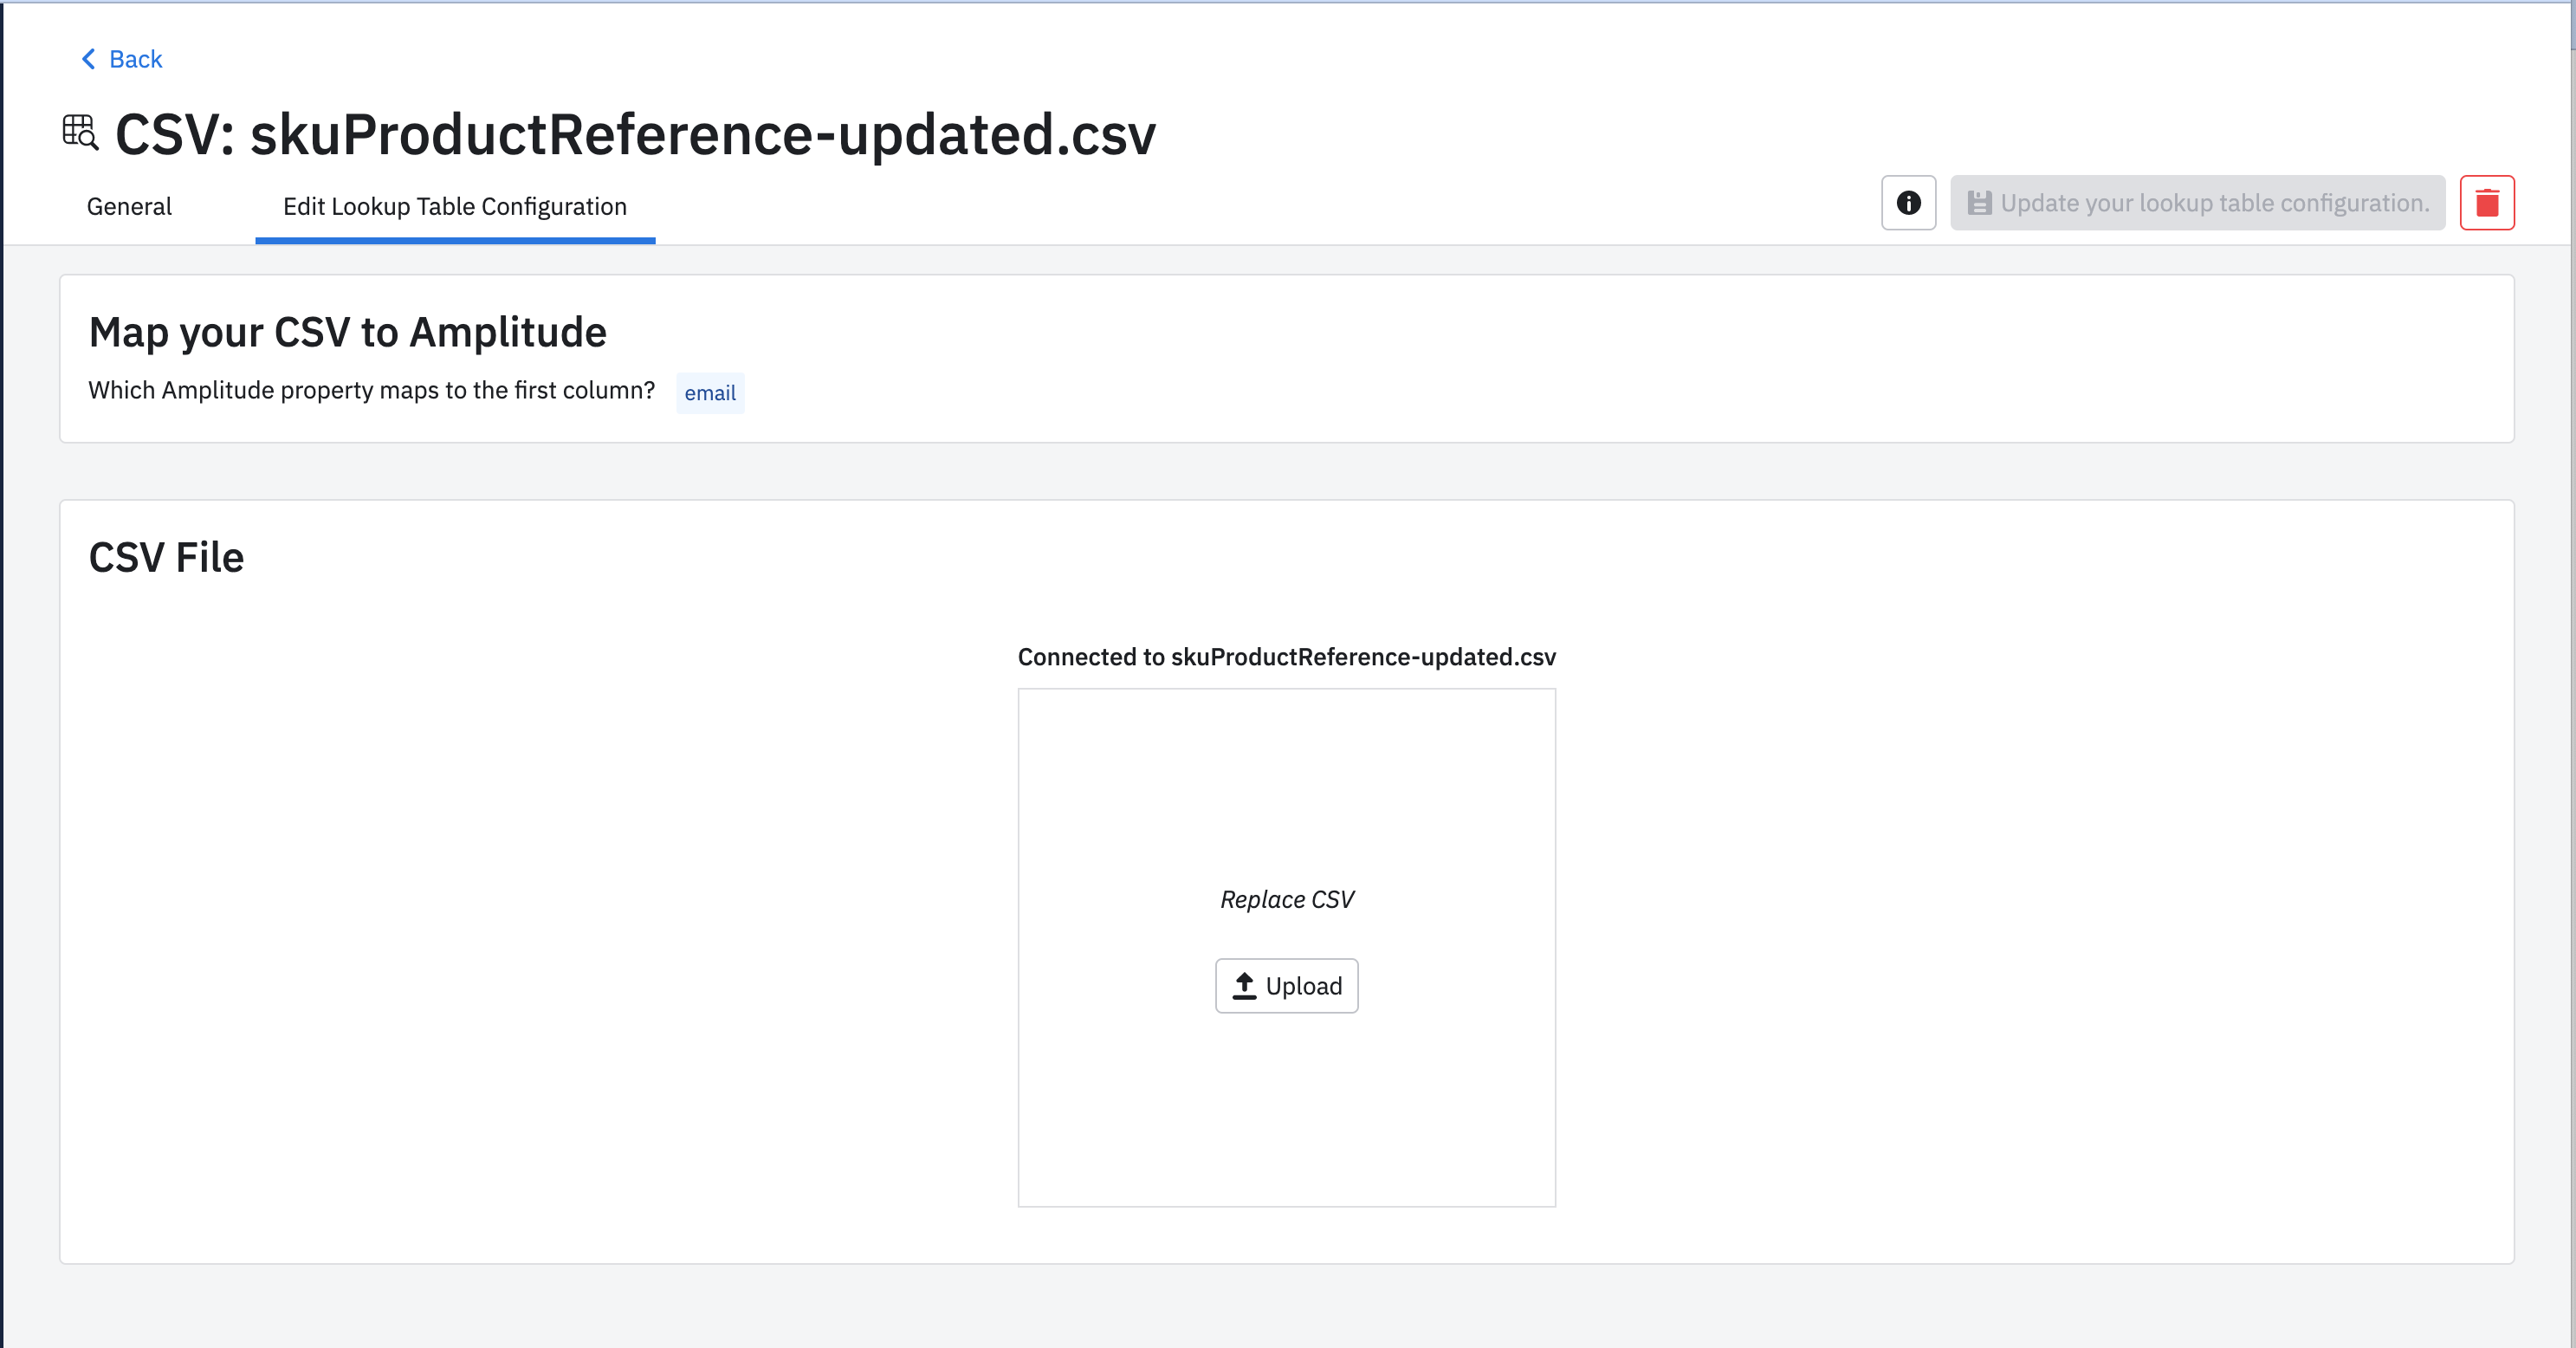 Back
CSV: skuProductReference-updated.csv
General
Edit Lookup Table Configuration
Update your lookup table configuration.
Map your CSV to Amplitude
Which Amplitude property maps to the first column? email
CSV File
Connected to skuProductReference-updated.csv
Replace CSV
Upload